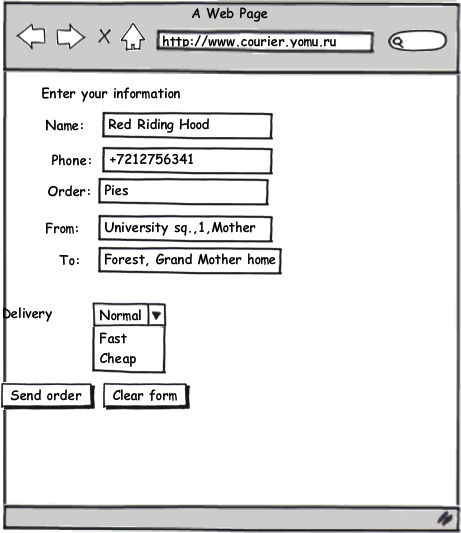 A Web Page
http://www.courier.yomu.ru
Enter your information
Name: Red Riding Hood
Phone: +7212756341
Order: Pies
From: University sq.,1,Mother
To: Forest, Grand Mother home
Delivery Normal
Fast
Cheap
Send order Clear form